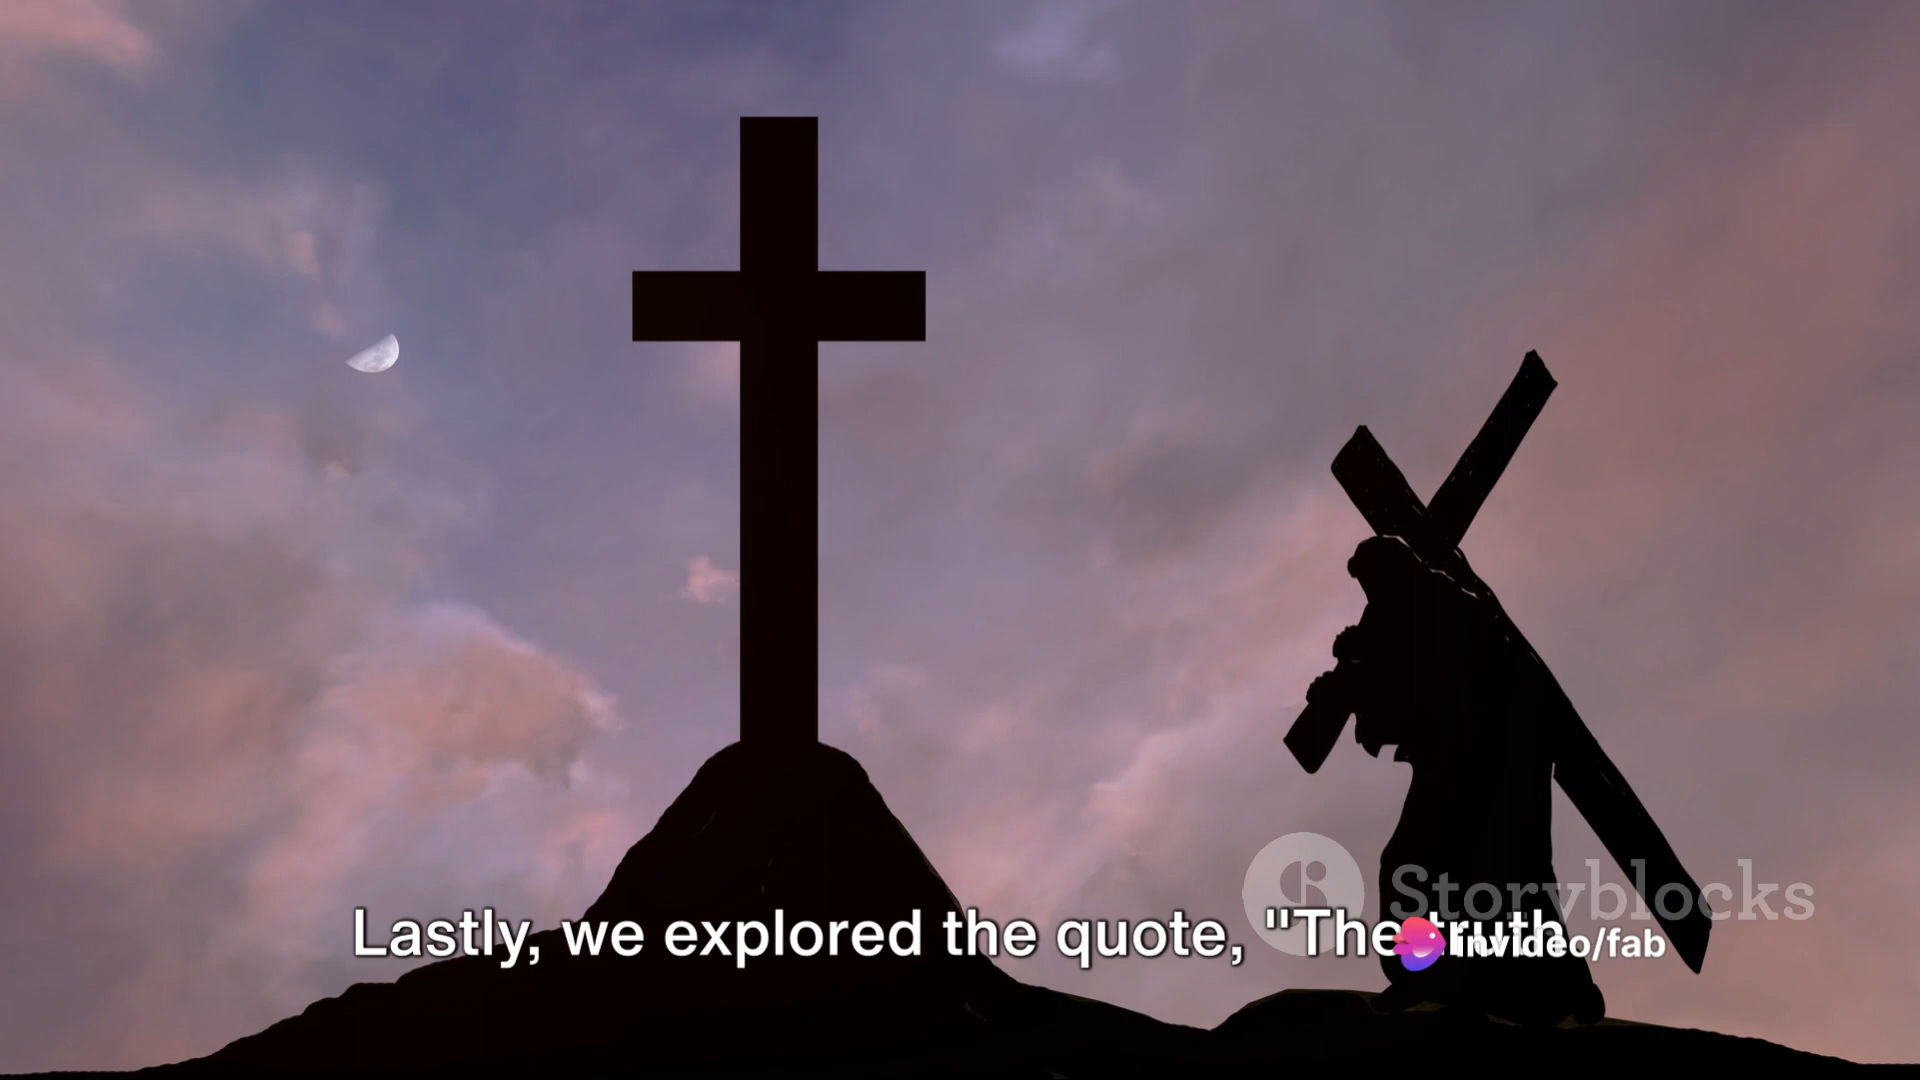 Storyblocks
Lastly, we explored the quote, "The truth
invideo/fab